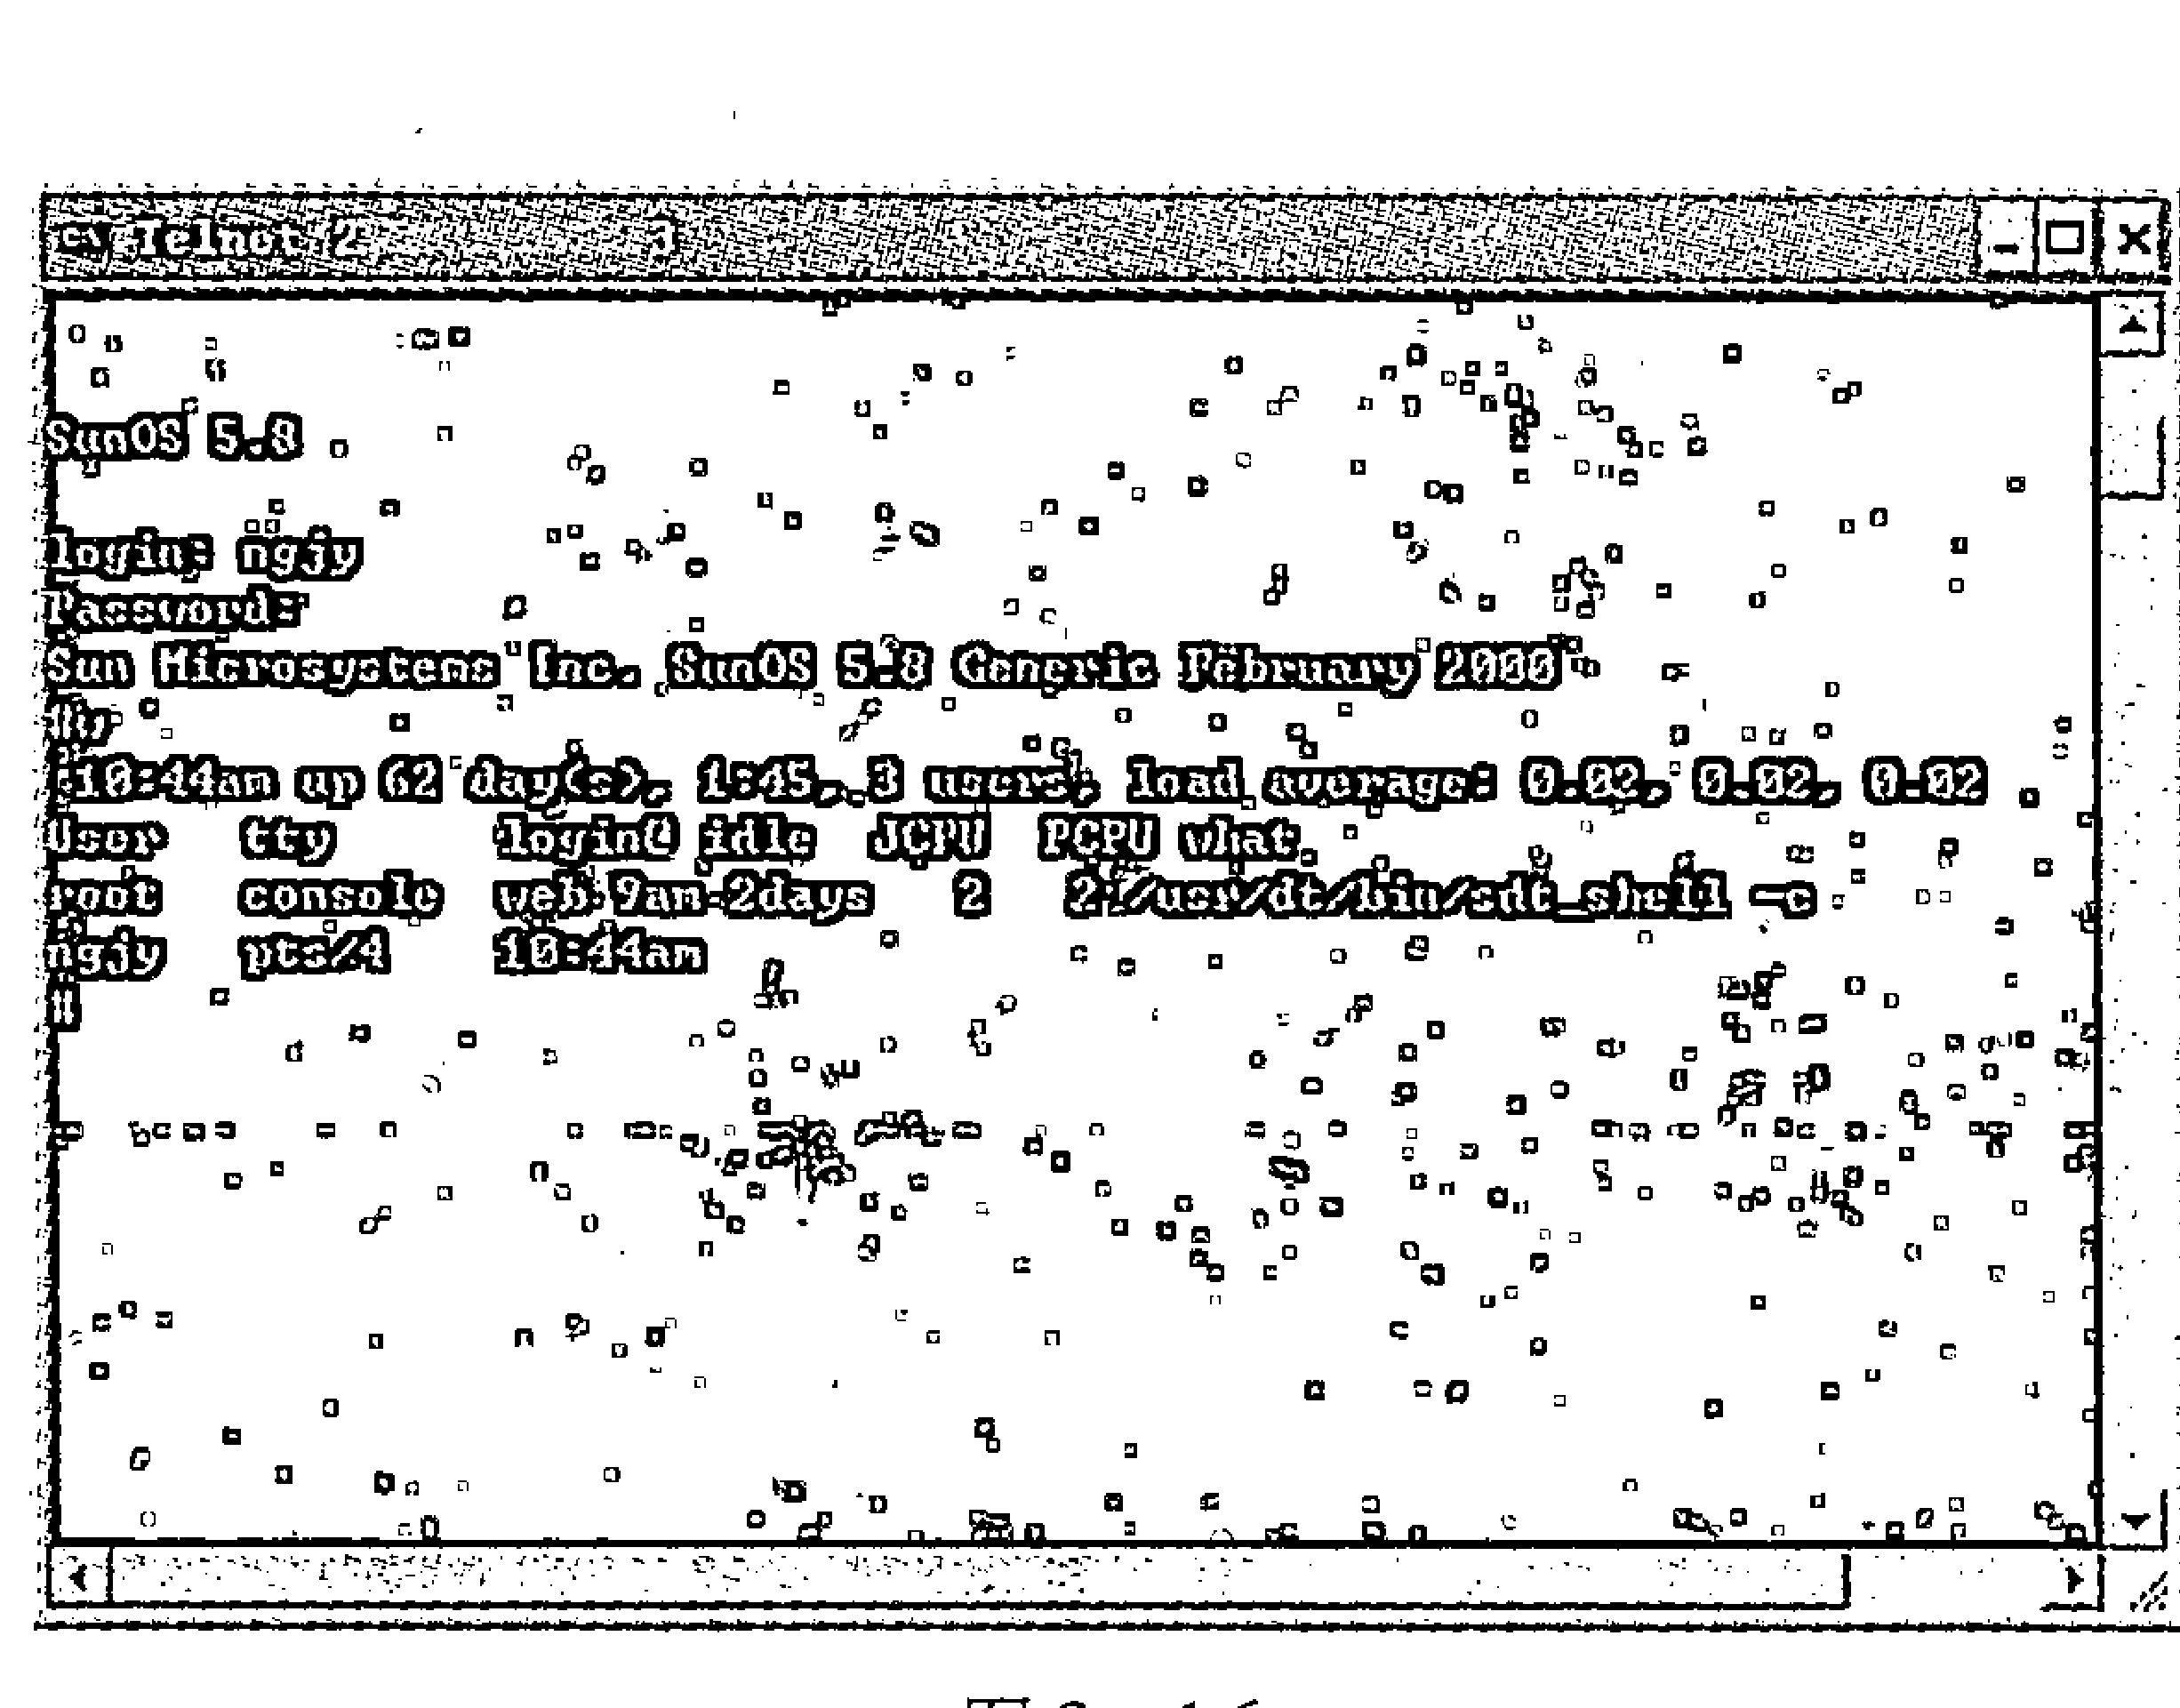 Telnet 2 3
SunOS 5.8
login: ngjy
Password:
Sun Microsystems Inc. SunOS 5.8 Generic February 2000
#w
10:44am up 62 day(s), 1:45, 3 users, load average: 0.02, 0.02, 0.02
User tty login@ idle JCPU PCPU what
root console web 9am 2days 2 2 /usr/dt/bin/sdt_shell -c
ngjy pts/4 10:44am
#